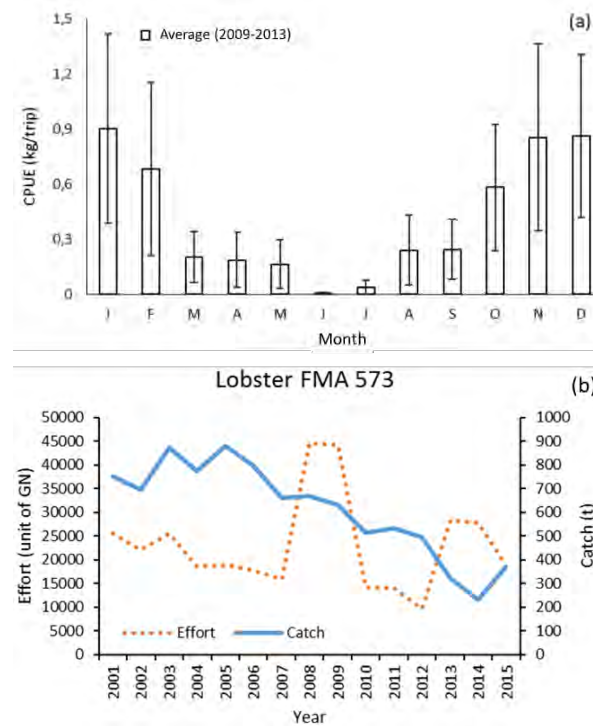 (a)
Average (2009-2013)
CPUE (kg/trip)
1,5
1,2
0,9
0,6
0,3
0
J F M A M J J A S O N D
Month
Lobster FMA 573
(b)
Effort (unit of GN)
50000
45000
40000
35000
30000
25000
20000
15000
10000
5000
0
1000
900
800
700
600
500
400
300
200
100
0
Catch (t)
Effort Catch
2001 2002 2003 2004 2005 2006 2007 2008 2009 2010 2011 2012 2013 2014 2015
Year